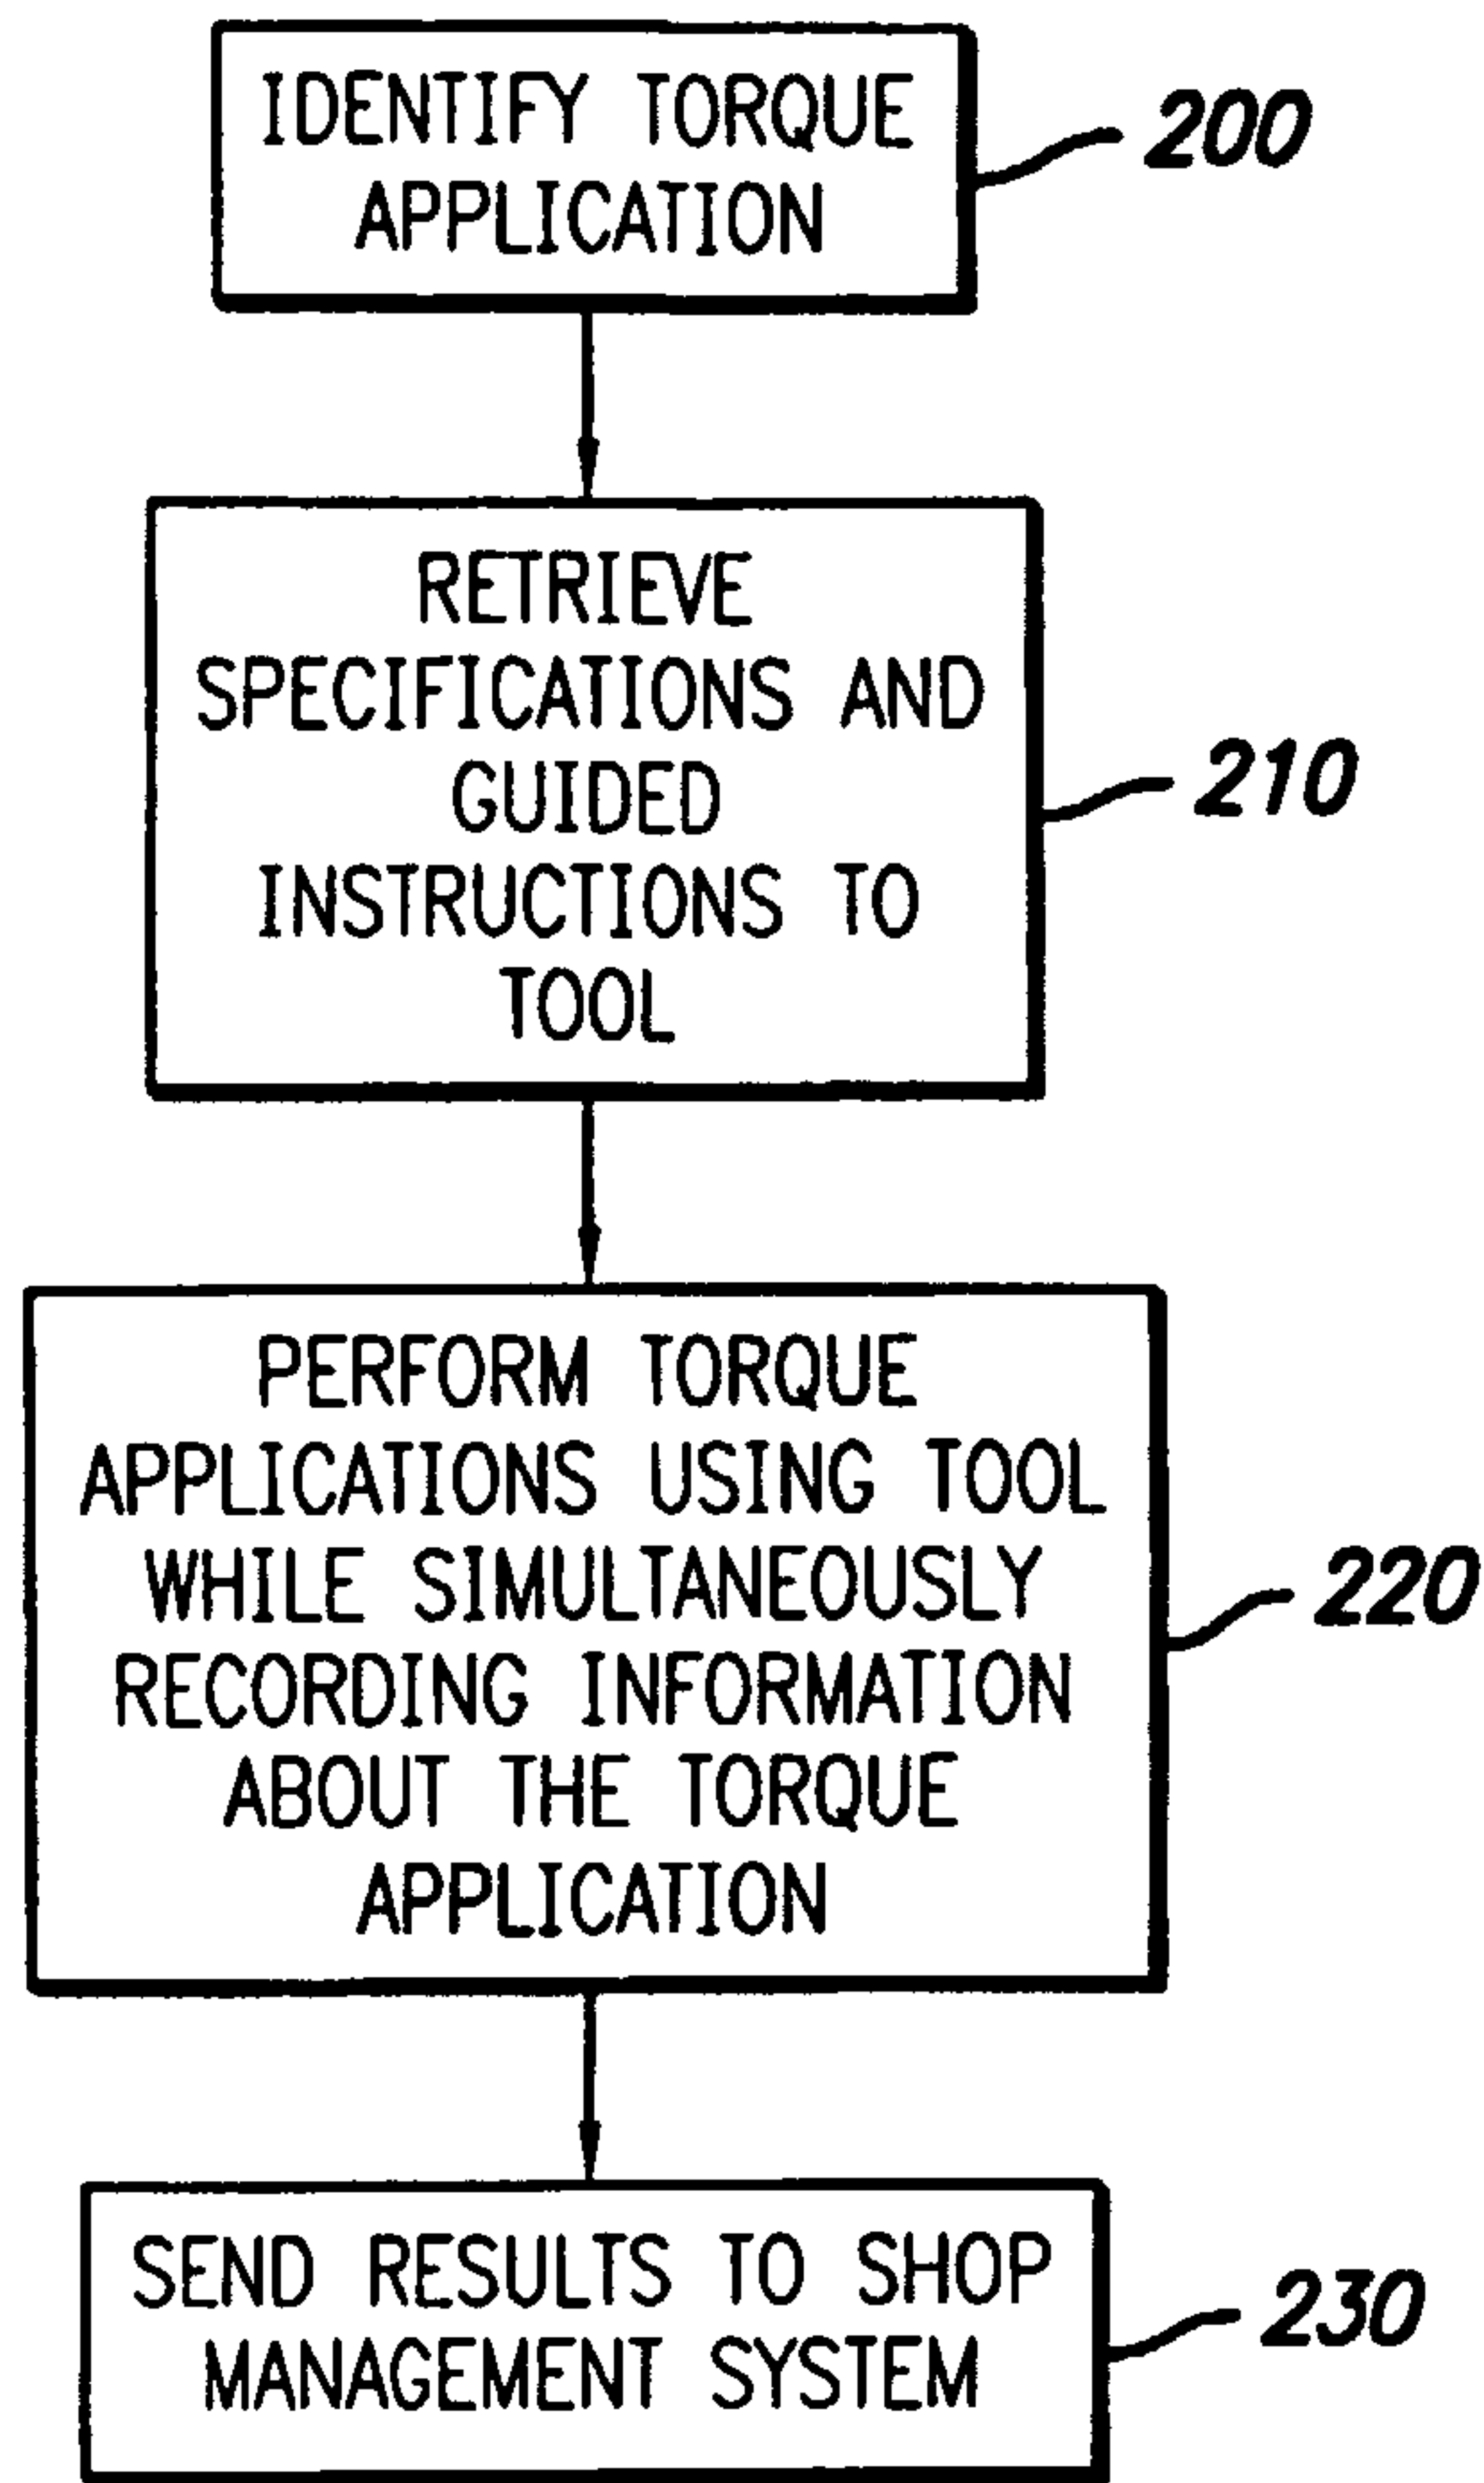 IDENTIFY TORQUE
APPLICATION
200
RETRIEVE
SPECIFICATIONS AND
GUIDED
INSTRUCTIONS TO
TOOL
210
PERFORM TORQUE
APPLICATIONS USING TOOL
WHILE SIMULTANEOUSLY
RECORDING INFORMATION
ABOUT THE TORQUE
APPLICATION
220
SEND RESULTS TO SHOP
MANAGEMENT SYSTEM
230